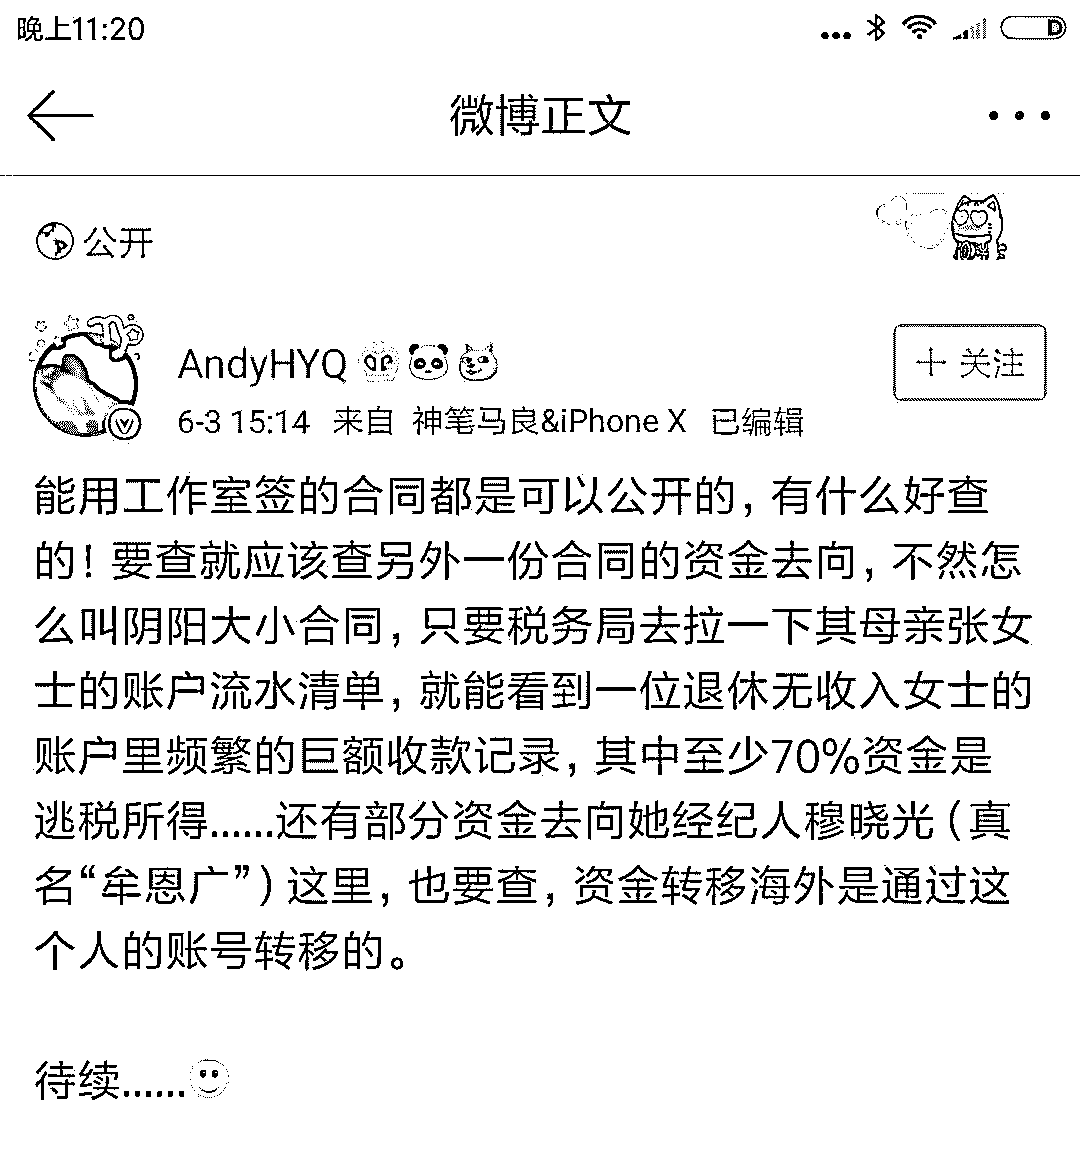 晚上11:20
微博正文
公开
AndyHYQ
+ 关注
6-3 15:14 来自 神笔马良&iPhone X 已编辑
能用工作室签的合同都是可以公开的，有什么好查
的！要查就应该查另外一份合同的资金去向，不然怎
么叫阴阳大小合同，只要税务局去拉一下其母亲张女
士的账户流水清单，就能看到一位退休无收入女士的
账户里频繁的巨额收款记录，其中至少70%资金是
逃税所得......还有部分资金去向她经纪人穆晓光（真
名“牟恩广”）这里，也要查，资金转移海外是通过这
个人的账号转移的。
待续......